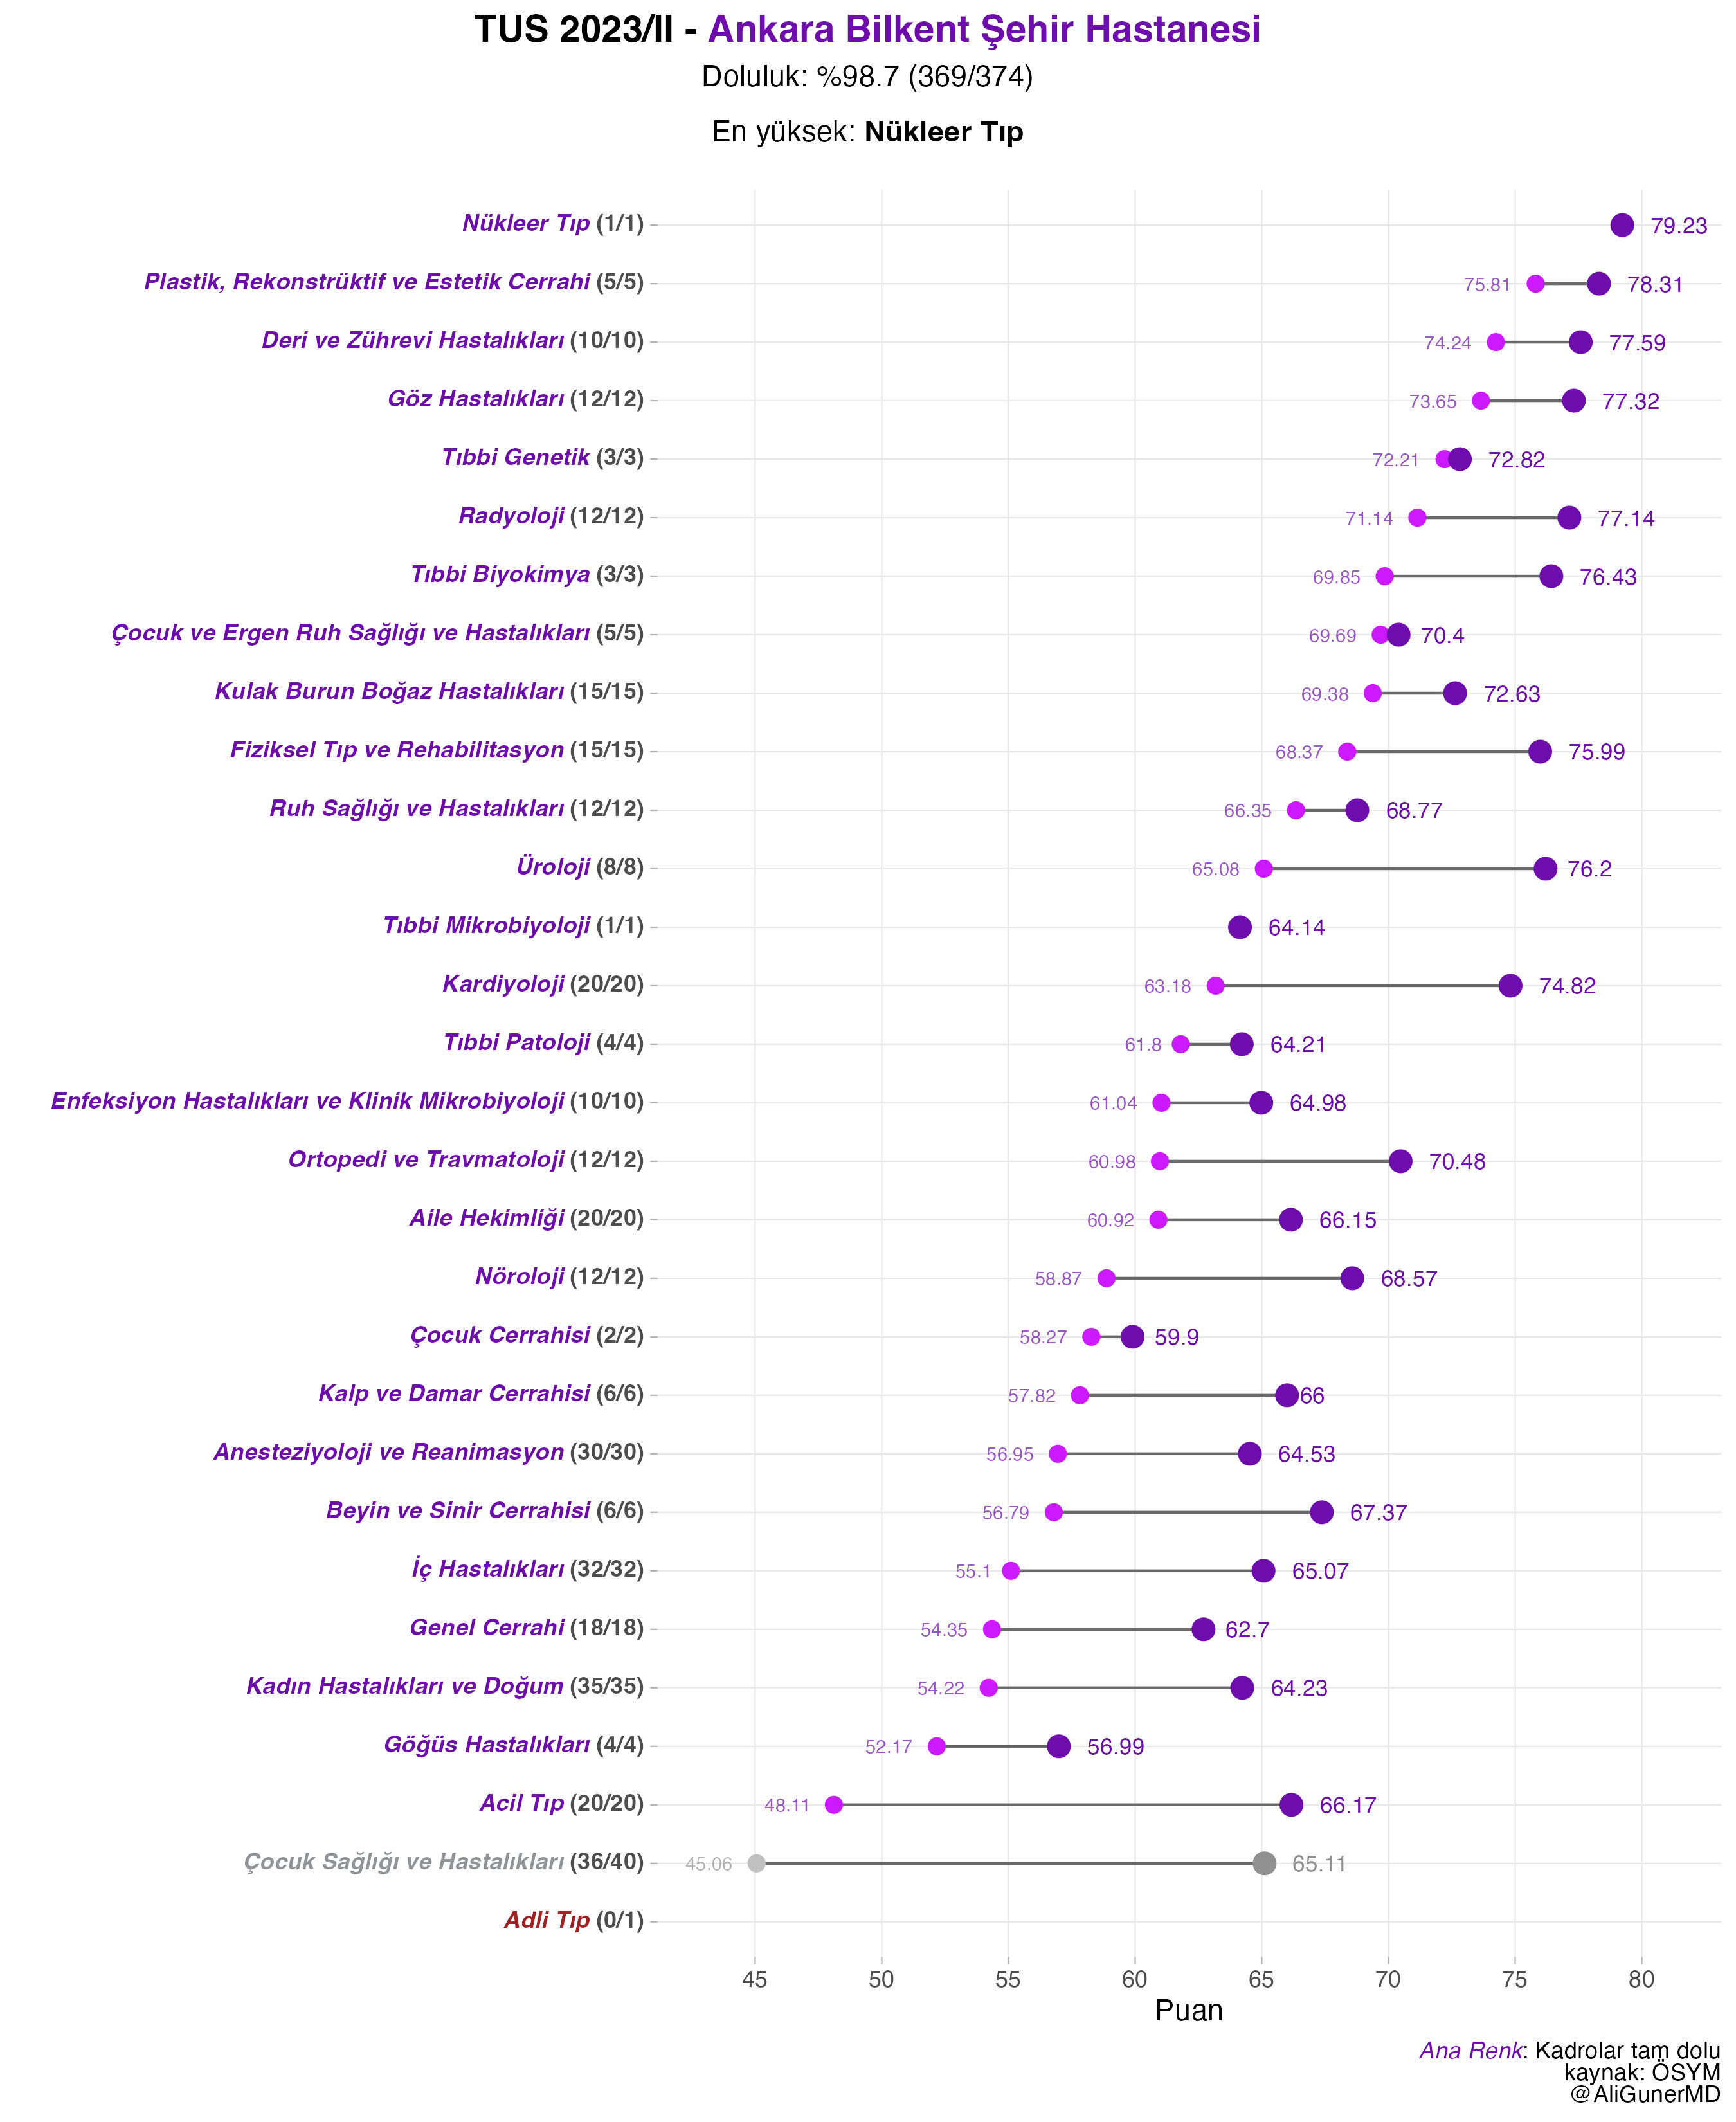 TUS 2023/II - Ankara Bilkent Şehir Hastanesi
Doluluk: %98.7 (369/374)
En yüksek: Nükleer Tıp
Nükleer Tıp (1/1) 79.23
Plastik, Rekonstrüktif ve Estetik Cerrahi (5/5) 75.81 78.31
Deri ve Zührevi Hastalıkları (10/10) 74.24 77.59
Göz Hastalıkları (12/12) 73.65 77.32
Tıbbi Genetik (3/3) 72.21 72.82
Radyoloji (12/12) 71.14 77.14
Tıbbi Biyokimya (3/3) 69.85 76.43
Çocuk ve Ergen Ruh Sağlığı ve Hastalıkları (5/5) 69.69 70.4
Kulak Burun Boğaz Hastalıkları (15/15) 69.38 72.63
Fiziksel Tıp ve Rehabilitasyon (15/15) 68.37 75.99
Ruh Sağlığı ve Hastalıkları (12/12) 66.35 68.77
Üroloji (8/8) 65.08 76.2
Tıbbi Mikrobiyoloji (1/1) 64.14
Kardiyoloji (20/20) 63.18 74.82
Tıbbi Patoloji (4/4) 61.8 64.21
Enfeksiyon Hastalıkları ve Klinik Mikrobiyoloji (10/10) 61.04 64.98
Ortopedi ve Travmatoloji (12/12) 60.98 70.48
Aile Hekimliği (20/20) 60.92 66.15
Nöroloji (12/12) 58.87 68.57
Çocuk Cerrahisi (2/2) 58.27 59.9
Kalp ve Damar Cerrahisi (6/6) 57.82 66
Anesteziyoloji ve Reanimasyon (30/30) 56.95 64.53
Beyin ve Sinir Cerrahisi (6/6) 56.79 67.37
İç Hastalıkları (32/32) 55.1 65.07
Genel Cerrahi (18/18) 54.35 62.7
Kadın Hastalıkları ve Doğum (35/35) 54.22 64.23
Göğüs Hastalıkları (4/4) 52.17 56.99
Acil Tıp (20/20) 48.11 66.17
Çocuk Sağlığı ve Hastalıkları (36/40) 45.06 65.11
Adli Tıp (0/1)
45 50 55 60 65 70 75 80
Puan
Ana Renk: Kadrolar tam dolu
kaynak: ÖSYM
@AliGunerMD